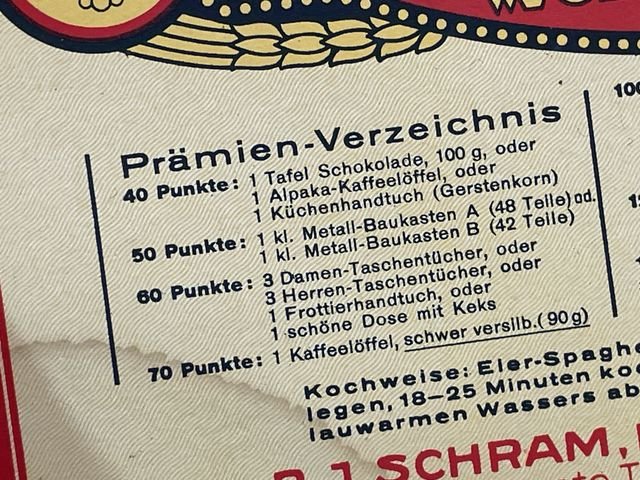 Prämien-Verzeichnis
40 Punkte: 1 Tafel Schokolade, 100 g, oder
1 Alpaka-Kaffeelöffel, oder
1 Küchenhandtuch (Gerstenkorn)
50 Punkte: 1 kl. Metall-Baukasten A (48 Teile) od.
1 kl. Metall-Baukasten B (42 Teile)
60 Punkte: 3 Damen-Taschentücher, oder
3 Herren-Taschentücher, oder
1 Frottierhandtuch, oder
1 schöne Dose mit Keks
70 Punkte: 1 Kaffeelöffel, schwer versilb. (90 g)
Kochweise: Eier-Spaghe
legen, 18–25 Minuten ko
lauwarmen Wassers ab
J. SCHRAM,